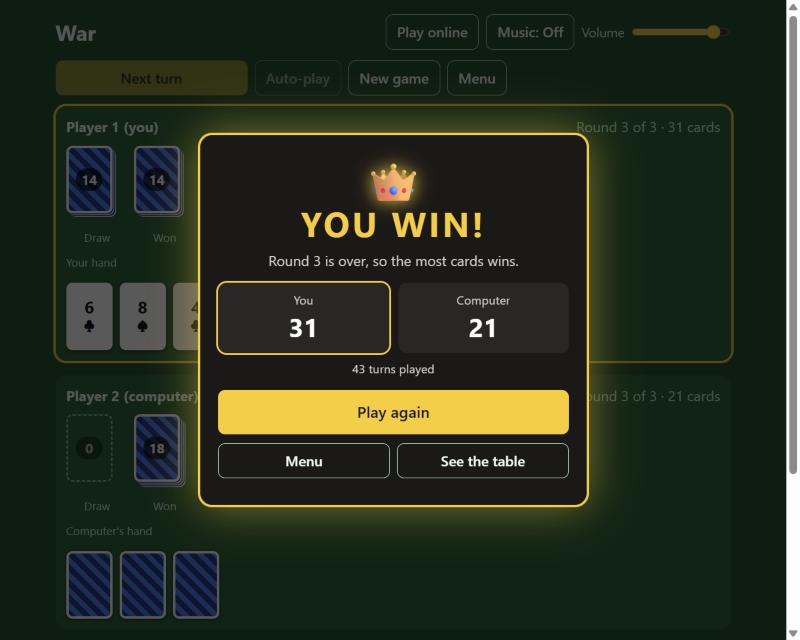 War
Play online
Music: Off
Volume
Next turn
Auto-play
New game
Menu
Player 1 (you)
Round 3 of 3 · 31 cards
14
14
Draw
Won
Your hand
6
♣
8
♠
4
YOU WIN!
Round 3 is over, so the most cards wins.
You
31
Computer
21
43 turns played
Play again
Menu
See the table
Player 2 (computer)
ound 3 of 3 · 21 cards
0
18
Draw
Won
Computer's hand